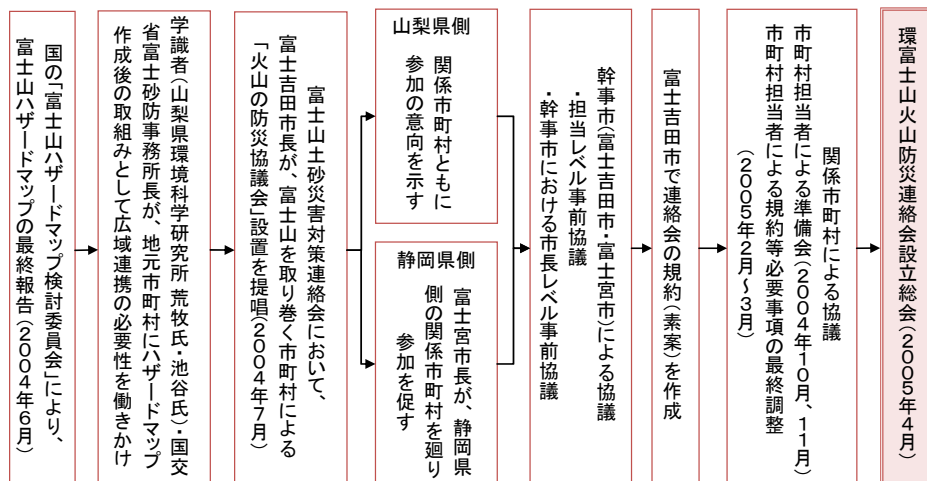 国の「富士山ハザードマップ検討委員会」により、
富士山ハザードマップの最終報告(2004年6月)
学識者(山梨県環境科学研究所 荒牧氏・池谷氏)・国交
省富士砂防事務所長が、地元市町村にハザードマップ
作成後の取組みとして広域連携の必要性を働きかけ
富士山土砂災害対策連絡会において、
富士吉田市長が、富士山を取り巻く市町村による
「火山の防災協議会」設置を提唱(2004年7月)
山梨県側
関係市町村ともに
参加の意向を示す
静岡県側
富士宮市長が、静岡県
側の関係市町村を廻り
参加を促す
幹事市(富士吉田市・富士宮市)による協議
・担当レベル事前協議
・幹事市における市長レベル事前協議
富士吉田市で連絡会の規約(素案)を作成
関係市町村による協議
市町村担当者による準備会(2004年10月、11月)
市町村担当者による規約等必要事項の最終調整
(2005年2月~3月)
環富士山火山防災連絡会設立総会(2005年4月)